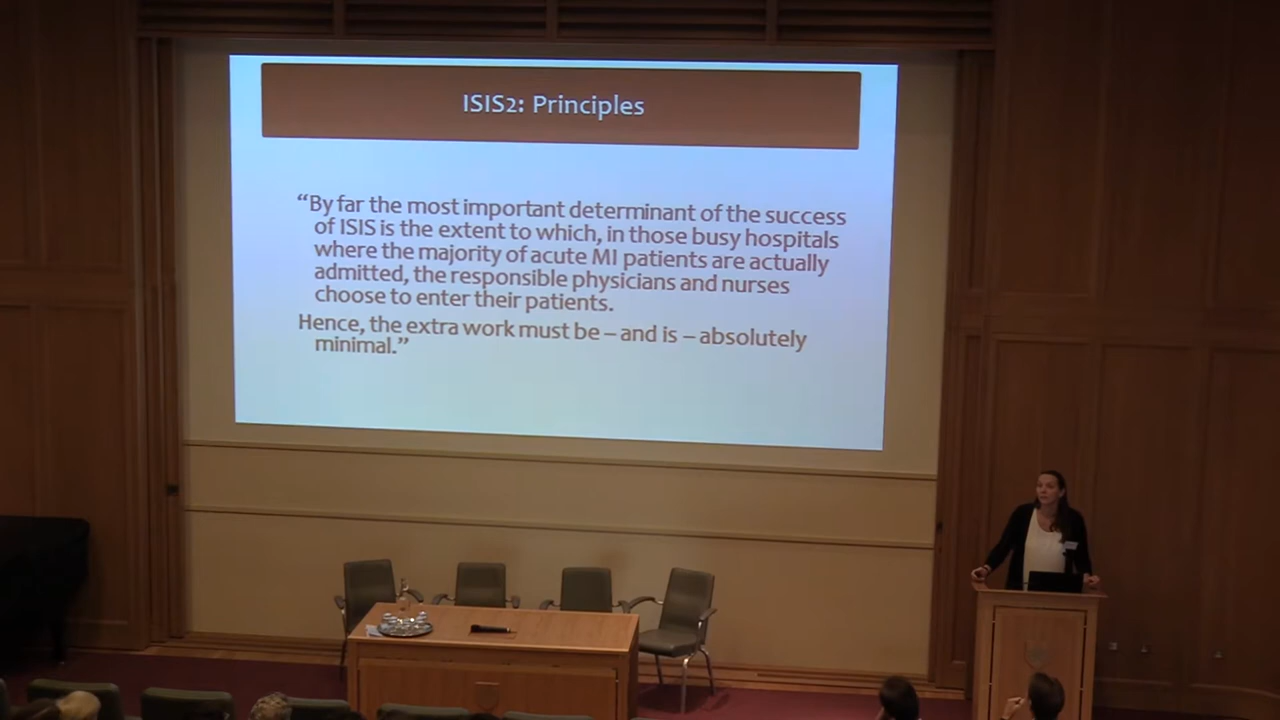 ISIS2: Principles
“By far the most important determinant of the success
of ISIS is the extent to which, in those busy hospitals
where the majority of acute MI patients are actually
admitted, the responsible physicians and nurses
choose to enter their patients.
Hence, the extra work must be – and is – absolutely
minimal.”